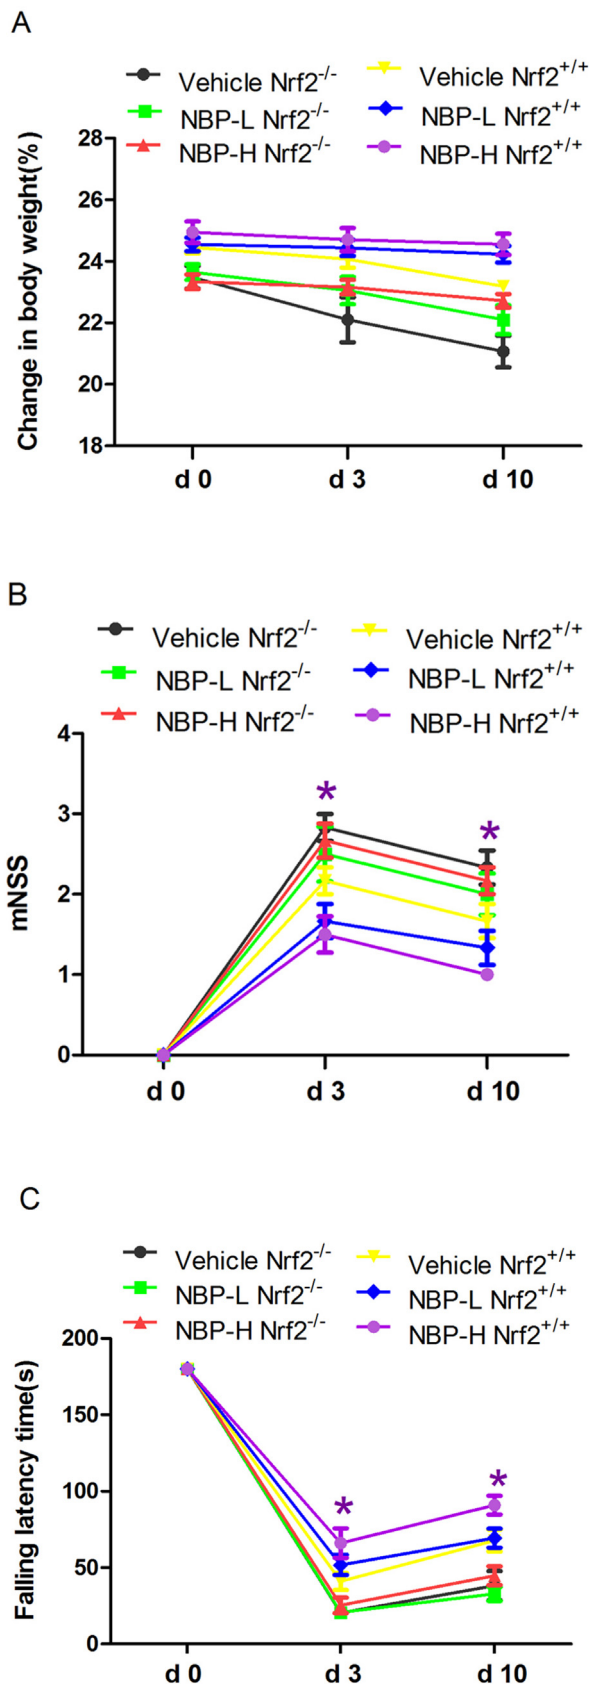 A
Vehicle Nrf2-/- Vehicle Nrf2+/+
NBP-L Nrf2-/- NBP-L Nrf2+/+
NBP-H Nrf2-/- NBP-H Nrf2+/+
Change in body weight(%)
28
26
24
22
20
18
d 0 d 3 d 10
B
Vehicle Nrf2-/- Vehicle Nrf2+/+
NBP-L Nrf2-/- NBP-L Nrf2+/+
NBP-H Nrf2-/- NBP-H Nrf2+/+
mNSS
4
3
2
1
0
* *
d 0 d 3 d 10
C
Vehicle Nrf2-/- Vehicle Nrf2+/+
NBP-L Nrf2-/- NBP-L Nrf2+/+
NBP-H Nrf2-/- NBP-H Nrf2+/+
Falling latency time(s)
200
150
100
50
0
* *
d 0 d 3 d 10